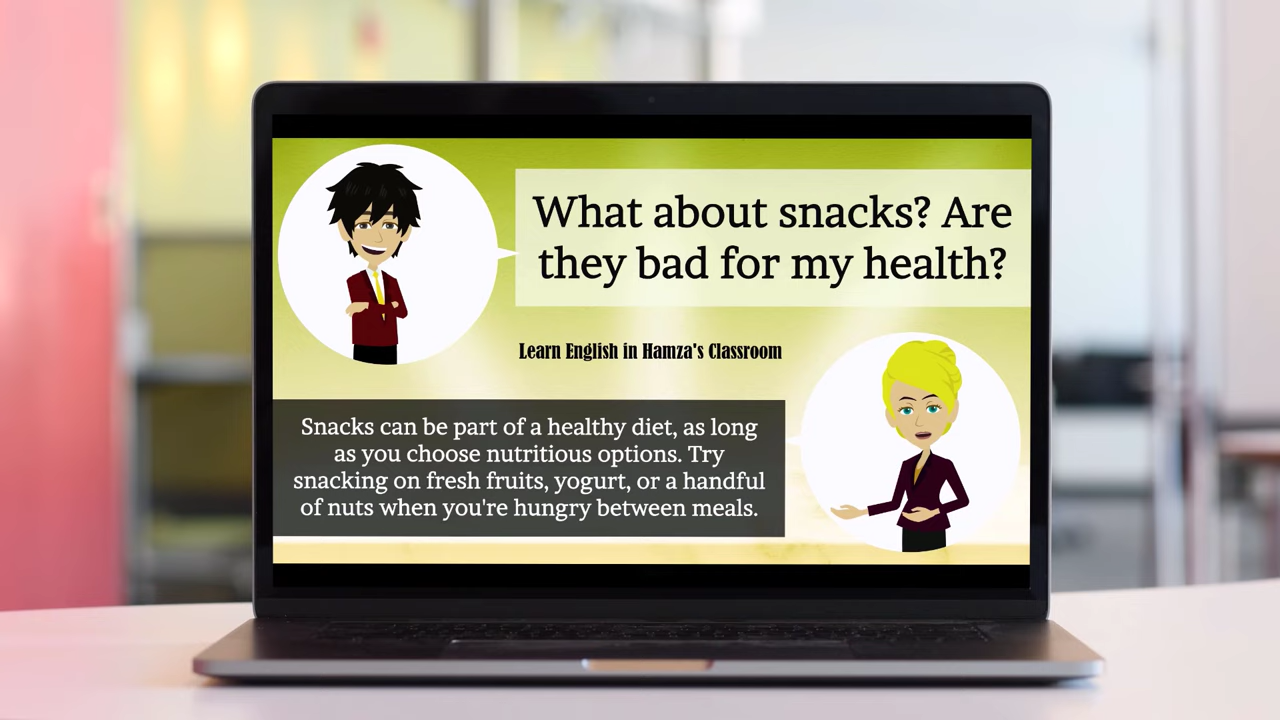 What about snacks? Are
they bad for my health?
Learn English in Hamza's Classroom
Snacks can be part of a healthy diet, as long
as you choose nutritious options. Try
snacking on fresh fruits, yogurt, or a handful
of nuts when you're hungry between meals.